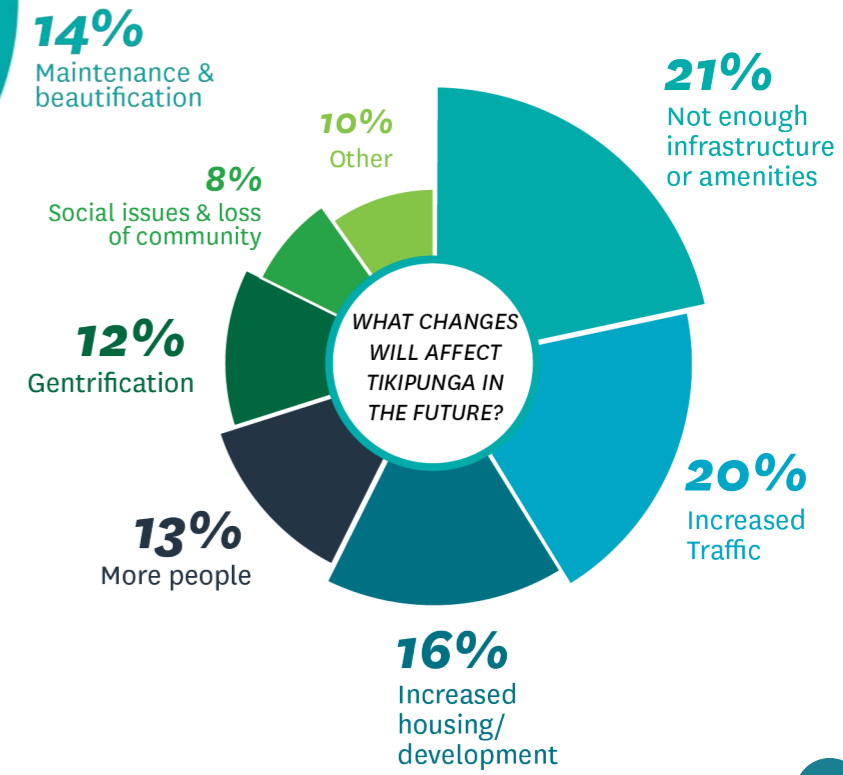 14%
Maintenance &
beautification
21%
Not enough
infrastructure
or amenities
10%
Other
8%
Social issues & loss
of community
WHAT CHANGES
WILL AFFECT
TIKIPUNGA IN
THE FUTURE?
12%
Gentrification
20%
Increased
Traffic
13%
More people
16%
Increased
housing/
development